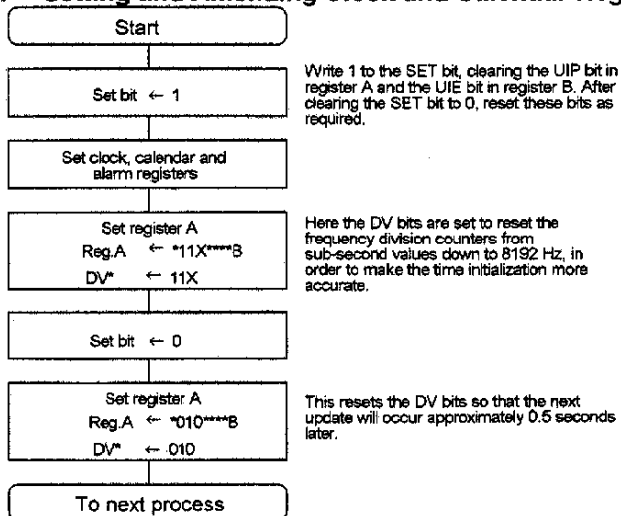 Start
Set bit ← 1
Write 1 to the SET bit, clearing the UIP bit in
register A and the UIE bit in register B. After
clearing the SET bit to 0, reset these bits as
required.
Set clock, calendar and
alarm registers
Set register A
Reg.A ← *11X****B
DV* ← 11X
Here the DV bits are set to reset the
frequency division counters from
sub-second values down to 8192 Hz, in
order to make the time initialization more
accurate.
Set bit ← 0
Set register A
Reg.A ← *010****B
DV* ← 010
This resets the DV bits so that the next
update will occur approximately 0.5 seconds
later.
To next process